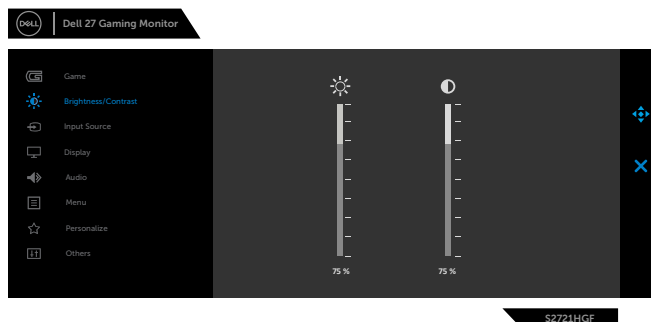 DELL
Dell 27 Gaming Monitor
Game
Brightness/Contrast
Input Source
Display
Audio
Menu
Personalize
Others
75 %
75 %
S2721HGF